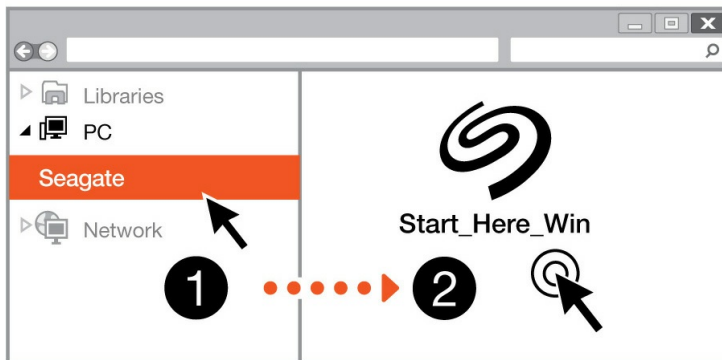 Libraries
PC
Seagate
Network
Start_Here_Win
1
2